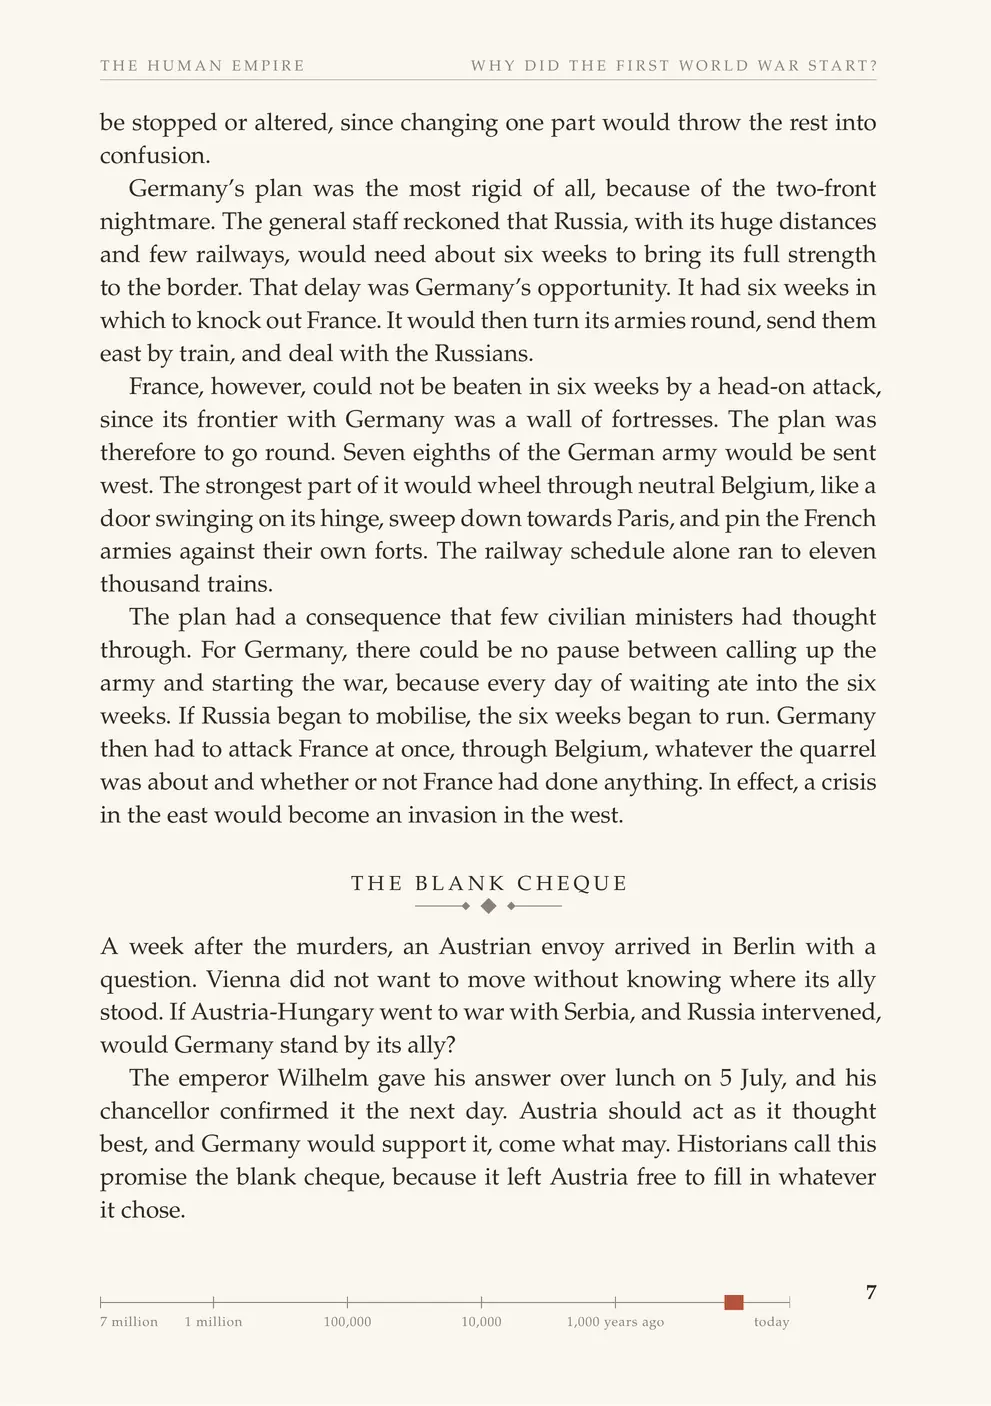 THE HUMAN EMPIRE
WHY DID THE FIRST WORLD WAR START?
be stopped or altered, since changing one part would throw the rest into
confusion.
Germany’s plan was the most rigid of all, because of the two-front
nightmare. The general staff reckoned that Russia, with its huge distances
and few railways, would need about six weeks to bring its full strength
to the border. That delay was Germany’s opportunity. It had six weeks in
which to knock out France. It would then turn its armies round, send them
east by train, and deal with the Russians.
France, however, could not be beaten in six weeks by a head-on attack,
since its frontier with Germany was a wall of fortresses. The plan was
therefore to go round. Seven eighths of the German army would be sent
west. The strongest part of it would wheel through neutral Belgium, like a
door swinging on its hinge, sweep down towards Paris, and pin the French
armies against their own forts. The railway schedule alone ran to eleven
thousand trains.
The plan had a consequence that few civilian ministers had thought
through. For Germany, there could be no pause between calling up the
army and starting the war, because every day of waiting ate into the six
weeks. If Russia began to mobilise, the six weeks began to run. Germany
then had to attack France at once, through Belgium, whatever the quarrel
was about and whether or not France had done anything. In effect, a crisis
in the east would become an invasion in the west.
THE BLANK CHEQUE
A week after the murders, an Austrian envoy arrived in Berlin with a
question. Vienna did not want to move without knowing where its ally
stood. If Austria-Hungary went to war with Serbia, and Russia intervened,
would Germany stand by its ally?
The emperor Wilhelm gave his answer over lunch on 5 July, and his
chancellor confirmed it the next day. Austria should act as it thought
best, and Germany would support it, come what may. Historians call this
promise the blank cheque, because it left Austria free to fill in whatever
it chose.
7
7 million
1 million
100,000
10,000
1,000 years ago
today